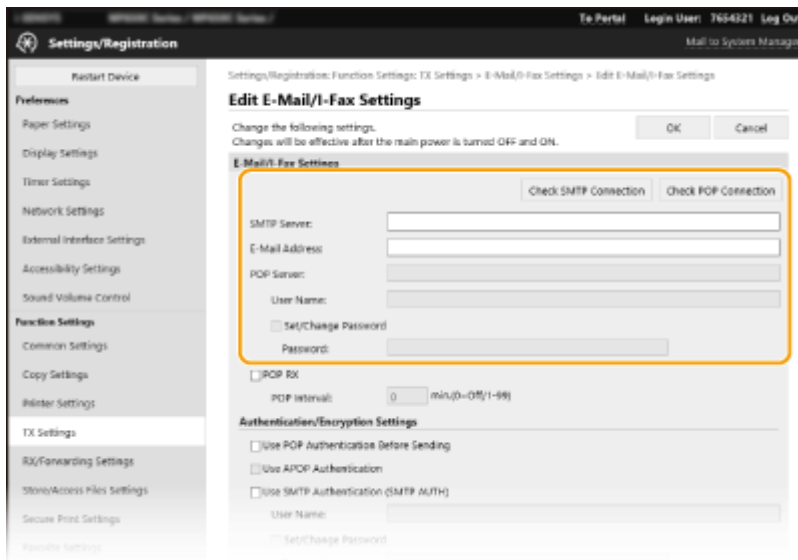 To Portal Login User: 7654321 Log Ou
Settings/Registration
Mail to System Manage
Restart Device
Preferences
Paper Settings
Display Settings
Timer Settings
Network Settings
External Interface Settings
Accessibility Settings
Sound Volume Control
Function Settings
Common Settings
Copy Settings
Printer Settings
TX Settings
RX/Forwarding Settings
Store/Access Files Settings
Secure Print Settings
Favorite Settings
Settings/Registration: Function Settings: TX Settings > E-Mail/I-Fax Settings > Edit E-Mail/I-Fax Settings
Edit E-Mail/I-Fax Settings
Change the following settings.
Changes will be effective after the main power is turned OFF and ON.
OK Cancel
E-Mail/I-Fax Settings
Check SMTP Connection Check POP Connection
SMTP Server:
E-Mail Address:
POP Server:
User Name:
Set/Change Password
Password:
POP RX
POP Interval: 0 min.(0=Off/1-99)
Authentication/Encryption Settings
Use POP Authentication Before Sending
Use APOP Authentication
Use SMTP Authentication (SMTP AUTH)
User Name:
Set/Change Password